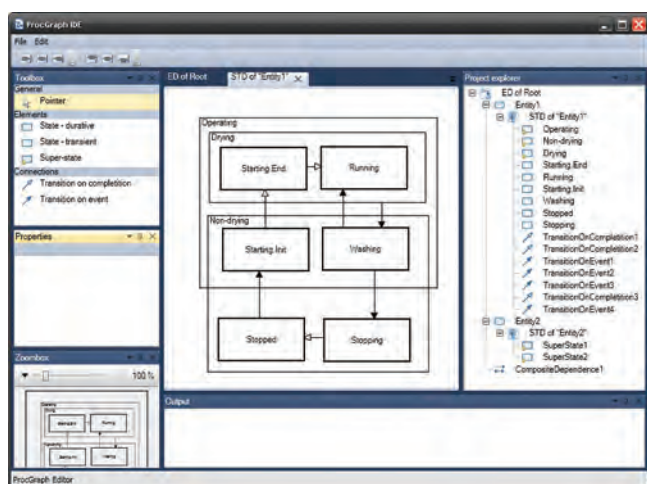 ProcGraph IDE
File Edit
Toolbox
General
Pointer
Elements
State - durative
State - transient
Super-state
Connections
Transition on completition
Transition on event
Properties
Zoombox
100 %
ED of Root
STD of "Entity1"
Operating
Drying
Starting.End
Running
Non-drying
Starting.Init
Washing
Stopped
Stopping
Output
Project explorer
ED of Root
Entity1
STD of "Entity1"
Operating
Non-drying
Drying
Starting.End
Running
Starting.Init
Washing
Stopped
Stopping
TransitionOnCompletition1
TransitionOnCompletition2
TransitionOnEvent1
TransitionOnEvent2
TransitionOnEvent3
TransitionOnCompletition3
TransitionOnEvent4
Entity2
STD of "Entity2"
SuperState1
SuperState2
CompositeDependence1
ProcGraph Editor